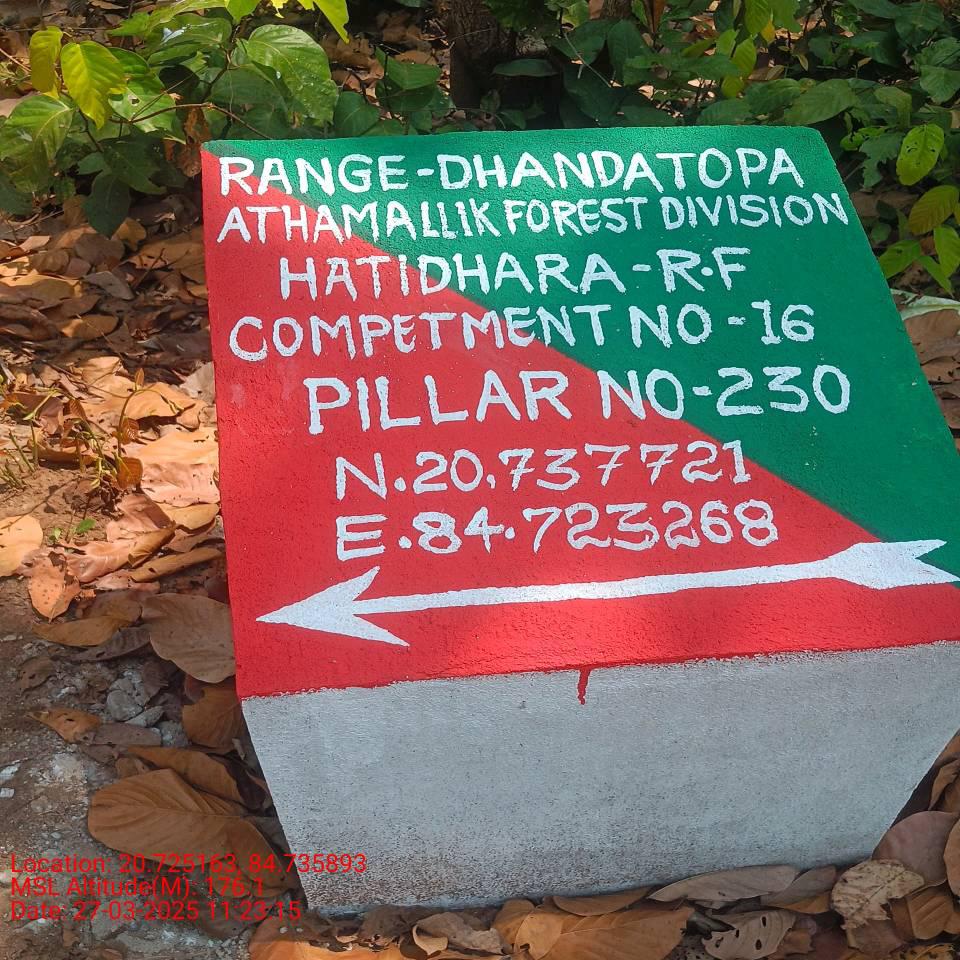 RANGE-DHANDATOPA
ATHAMALLIK FOREST DIVISION
HATIDHARA-R.F
COMPETMENT NO-16
PILLAR NO-230
N.20.737721
E.84.723268
Location: 20.725163, 84.735893
MSL Altitude(M): 176.1
Date: 27-03-2025 11:23:15